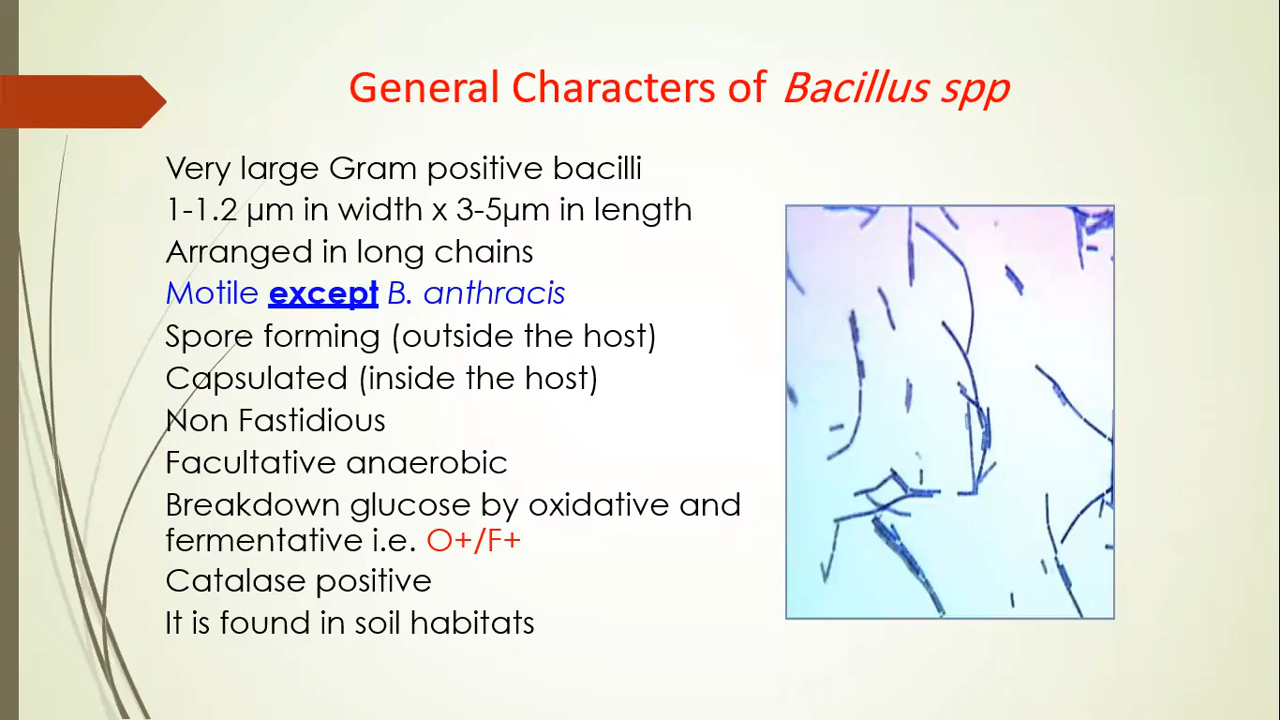 General Characters of Bacillus spp
Very large Gram positive bacilli
1-1.2 µm in width x 3-5µm in length
Arranged in long chains
Motile except B. anthracis
Spore forming (outside the host)
Capsulated (inside the host)
Non Fastidious
Facultative anaerobic
Breakdown glucose by oxidative and
fermentative i.e. O+/F+
Catalase positive
It is found in soil habitats